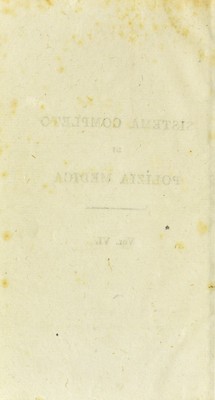 SISTEMA COMPLETO
DI
POLIZIA MEDICA
VOL. VI.